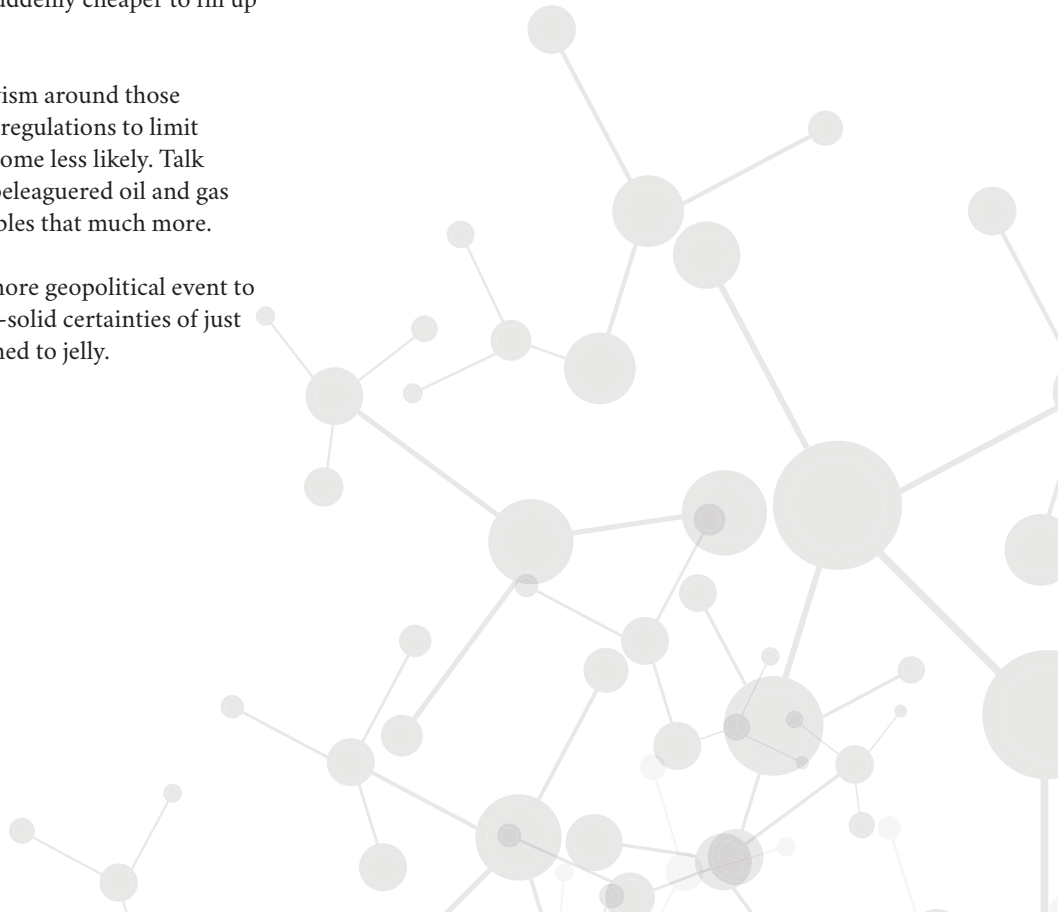 cheaper to fill up
around those
regulations to limit
less likely. Talk
oil and gas
that much more.
geopolitical event to
-solid certainties of just
to jelly.